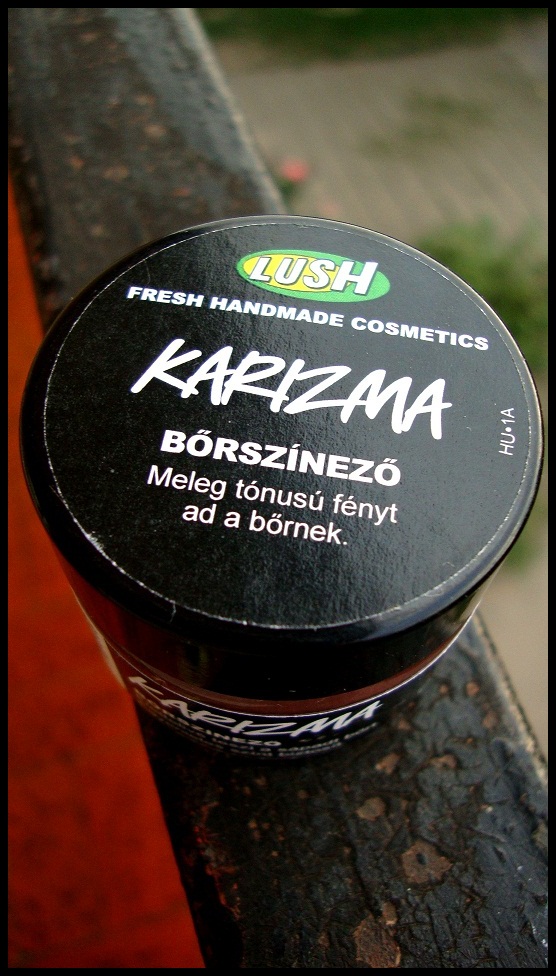 LUSH
FRESH HANDMADE COSMETICS
KARIZMA
HU•1A
BŐRSZÍNEZŐ
Meleg tónusú fényt
ad a bőrnek.
KARIZMA